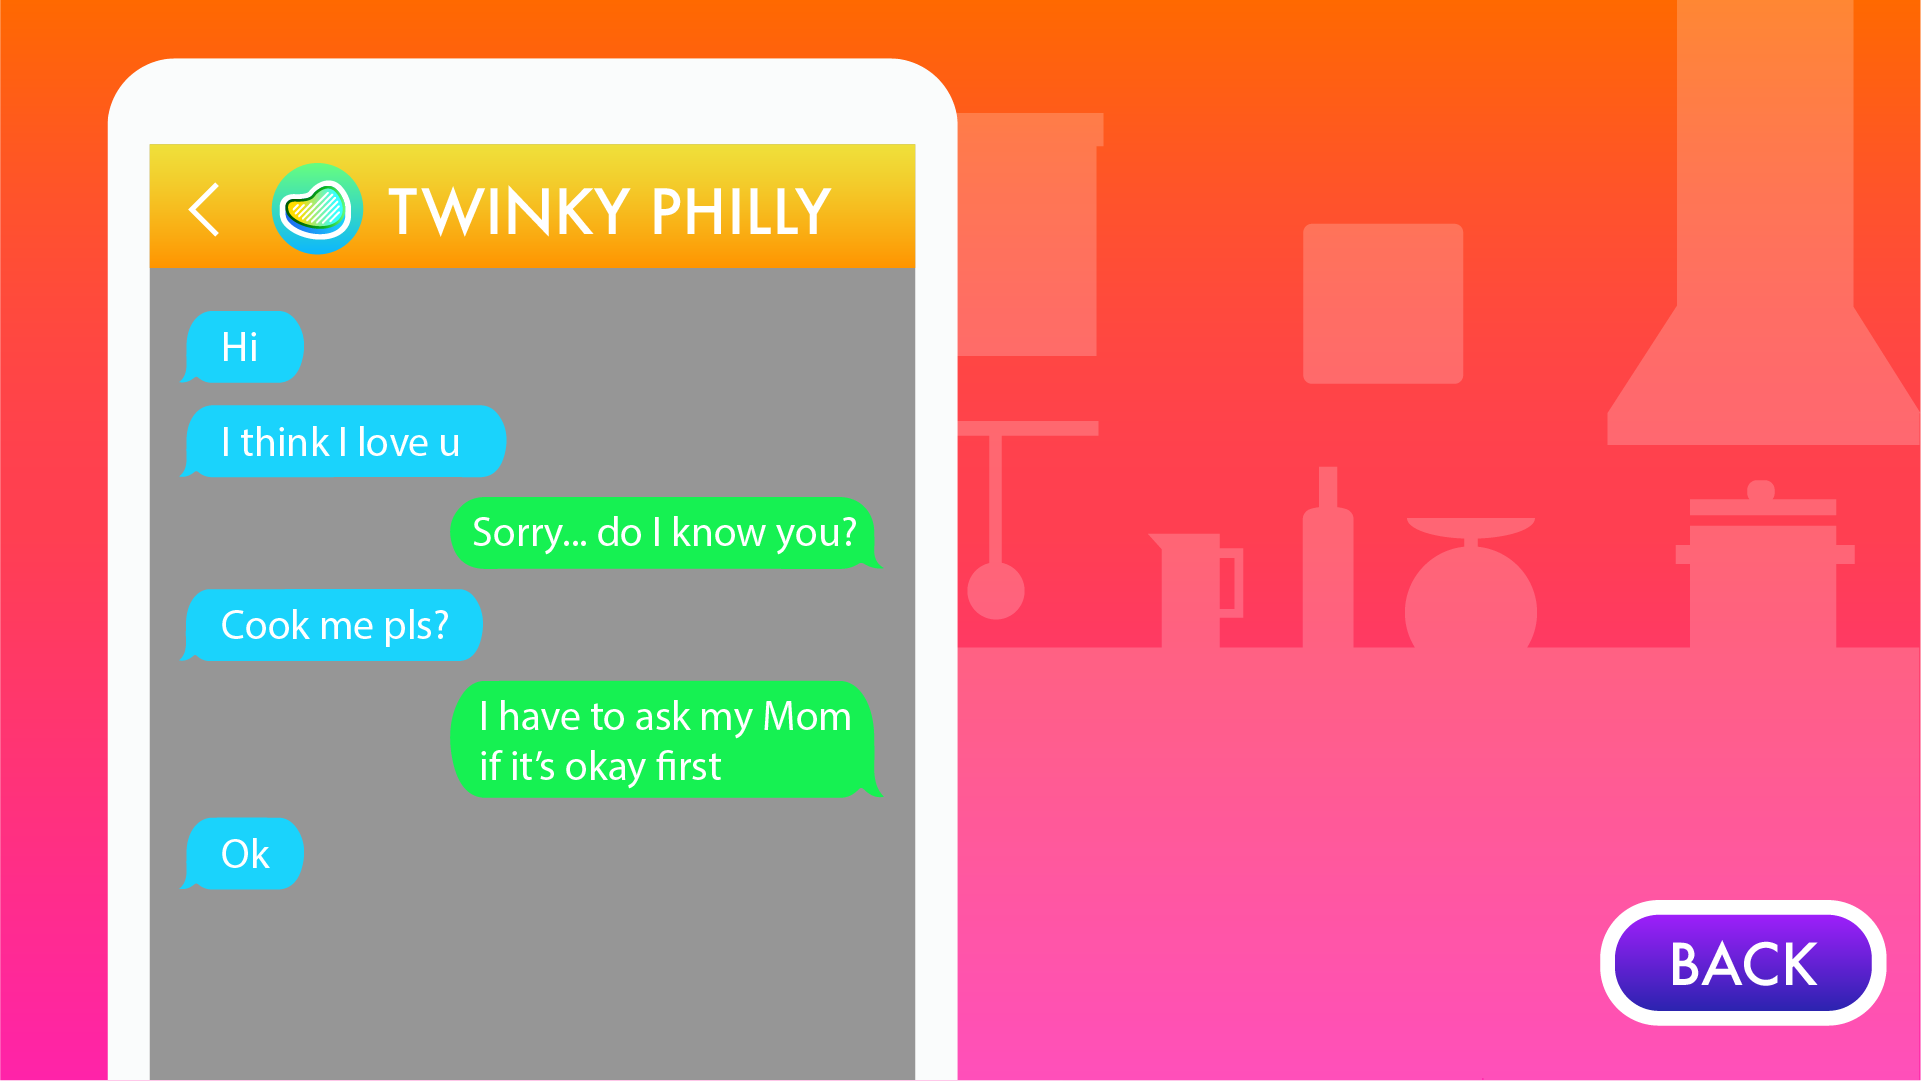 TWINKY PHILLY
Hi
I think I love u
Sorry... do I know you?
Cook me pls?
I have to ask my Mom
if it’s okay first
Ok
BACK